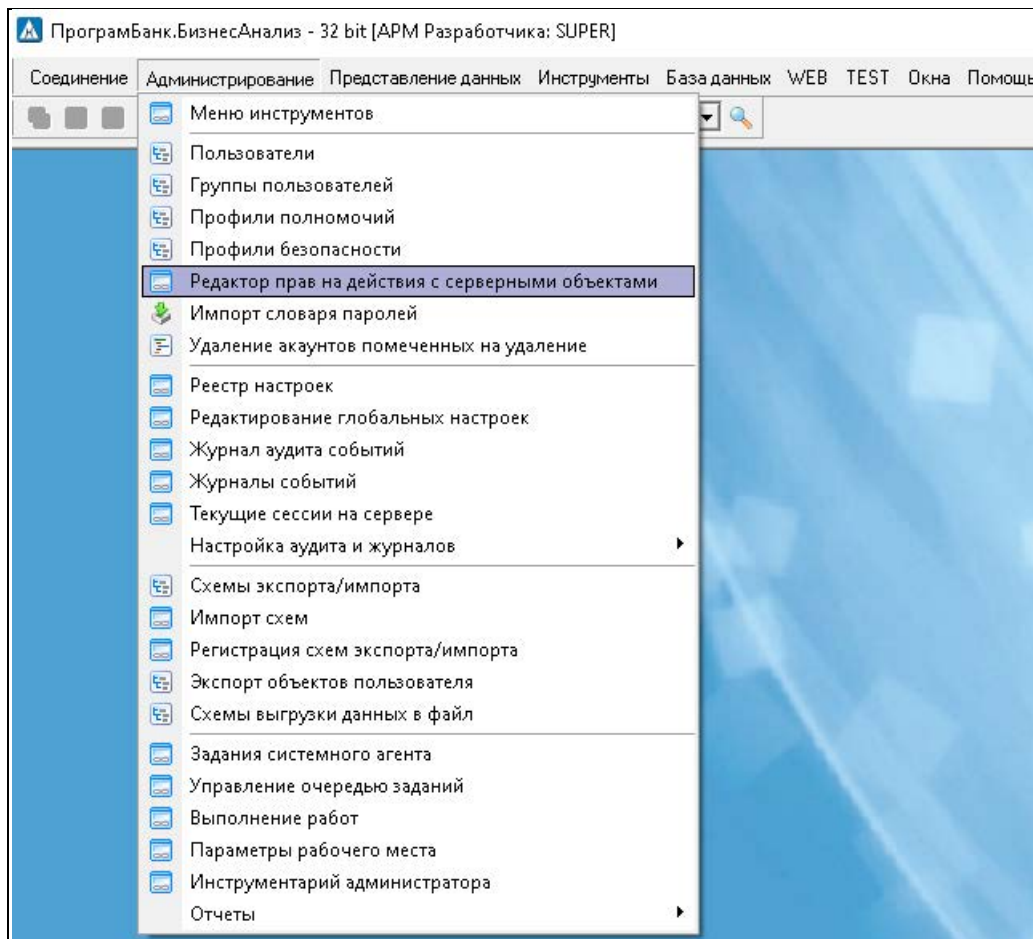 ПрограмБанк.БизнесАнализ - 32 bit [АРМ Разработчика: SUPER]
Соединение Администрирование Представление данных Инструменты База данных WEB TEST Окна Помощь
Меню инструментов
Пользователи
Группы пользователей
Профили полномочий
Профили безопасности
Редактор прав на действия с серверными объектами
Импорт словаря паролей
Удаление акаунтов помеченных на удаление
Реестр настроек
Редактирование глобальных настроек
Журнал аудита событий
Журналы событий
Текущие сессии на сервере
Настройка аудита и журналов
Схемы экспорта/импорта
Импорт схем
Регистрация схем экспорта/импорта
Экспорт объектов пользователя
Схемы выгрузки данных в файл
Задания системного агента
Управление очередью заданий
Выполнение работ
Параметры рабочего места
Инструментарий администратора
Отчеты